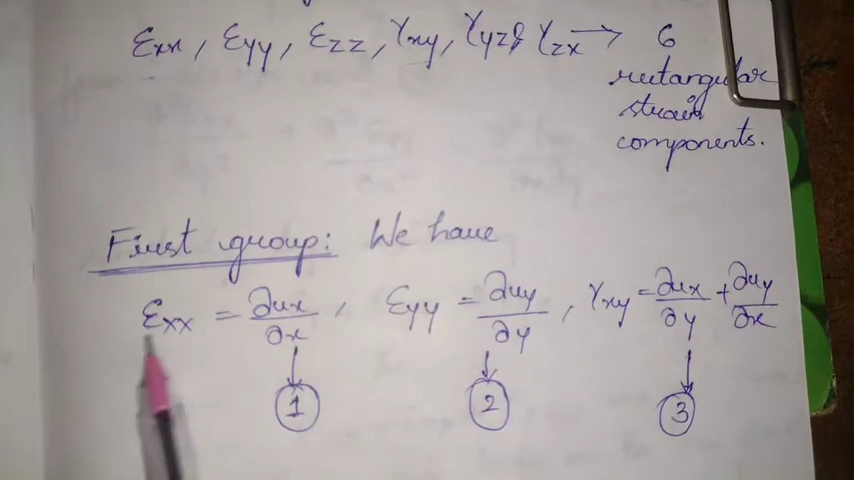 εxx, εyy, εzz, γxy, γyz & γzx → 6
rectangular
strain
components.
First group: We have
εxx = ∂ux/∂x, εyy = ∂uy/∂y, γxy = ∂ux/∂y + ∂uy/∂x
1 2 3